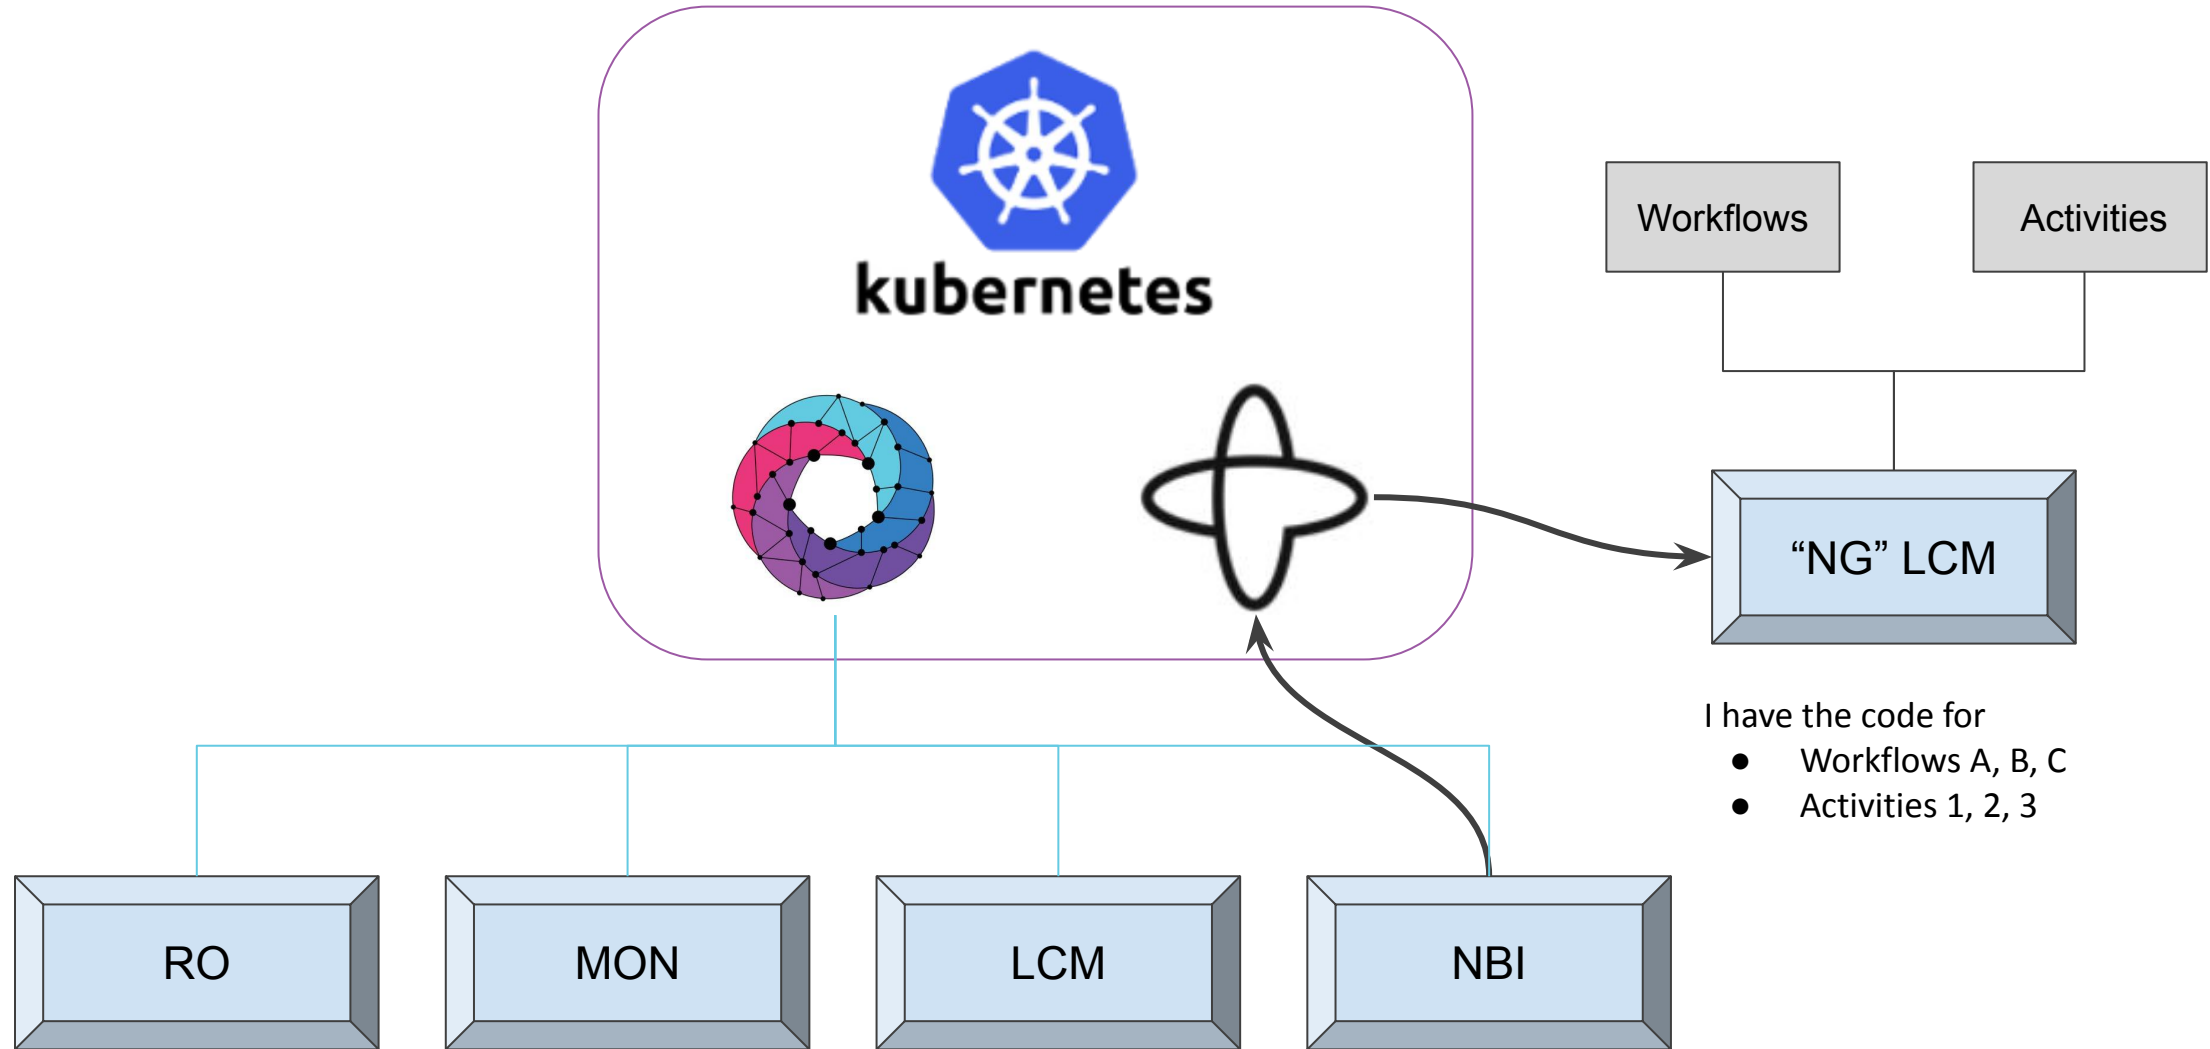 kubernetes
Workflows
Activities
“NG” LCM
I have the code for
● Workflows A, B, C
● Activities 1, 2, 3
RO
MON
LCM
NBI